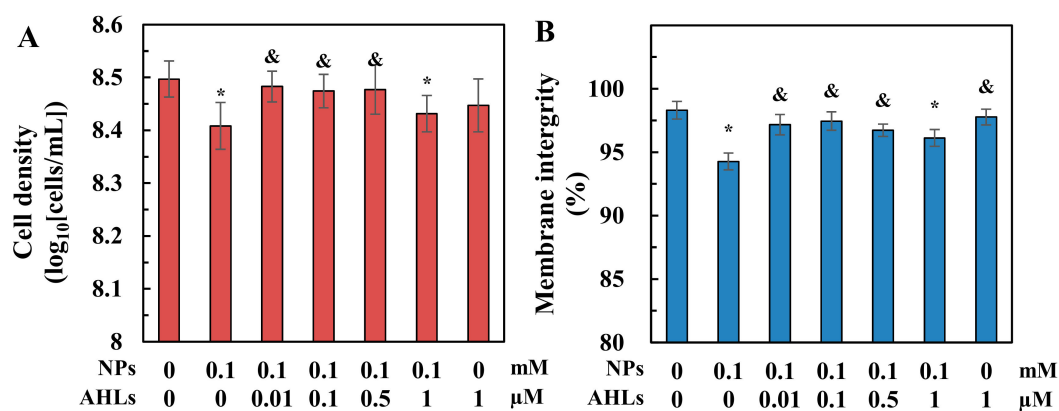 A
8.6
8.5
8.4
8.3
8.2
8.1
8
Cell density
(log10[cells/mL])
* & & & *
NPs 0 0.1 0.1 0.1 0.1 0.1 0 mM
AHLs 0 0 0.01 0.1 0.5 1 1 μM
B
100
95
90
85
80
Membrane intergrity
(%)
* & & & * &
NPs 0 0.1 0.1 0.1 0.1 0.1 0 mM
AHLs 0 0 0.01 0.1 0.5 1 1 μM